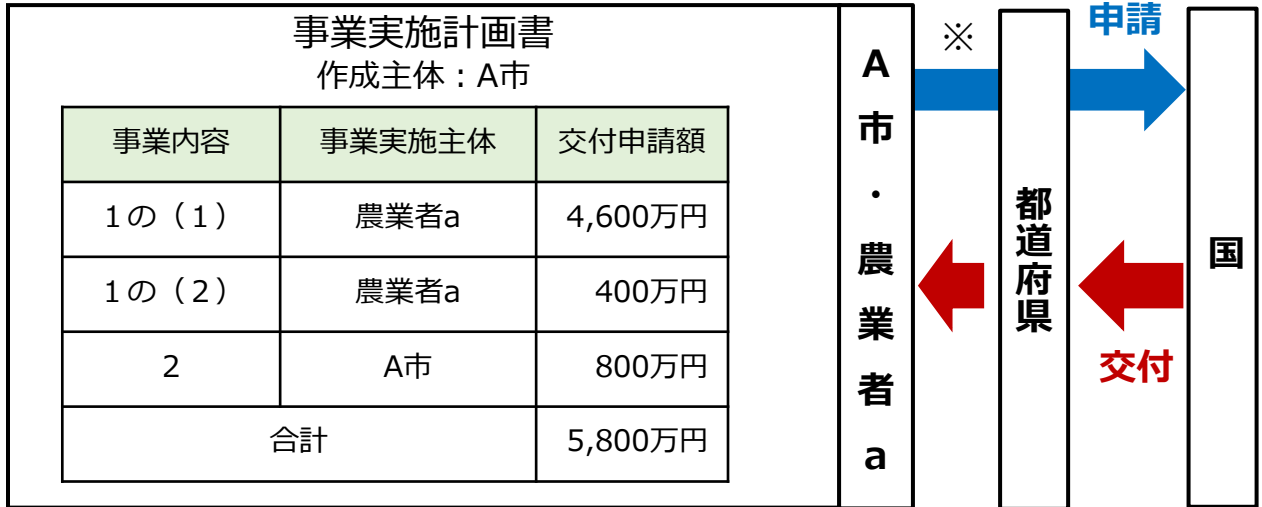 事業実施計画書
作成主体：A市
事業内容 事業実施主体 交付申請額
1の（1） 農業者a 4,600万円
1の（2） 農業者a 400万円
2 A市 800万円
合計 5,800万円
A市・農業者a
※
都道府県
申請
交付
国